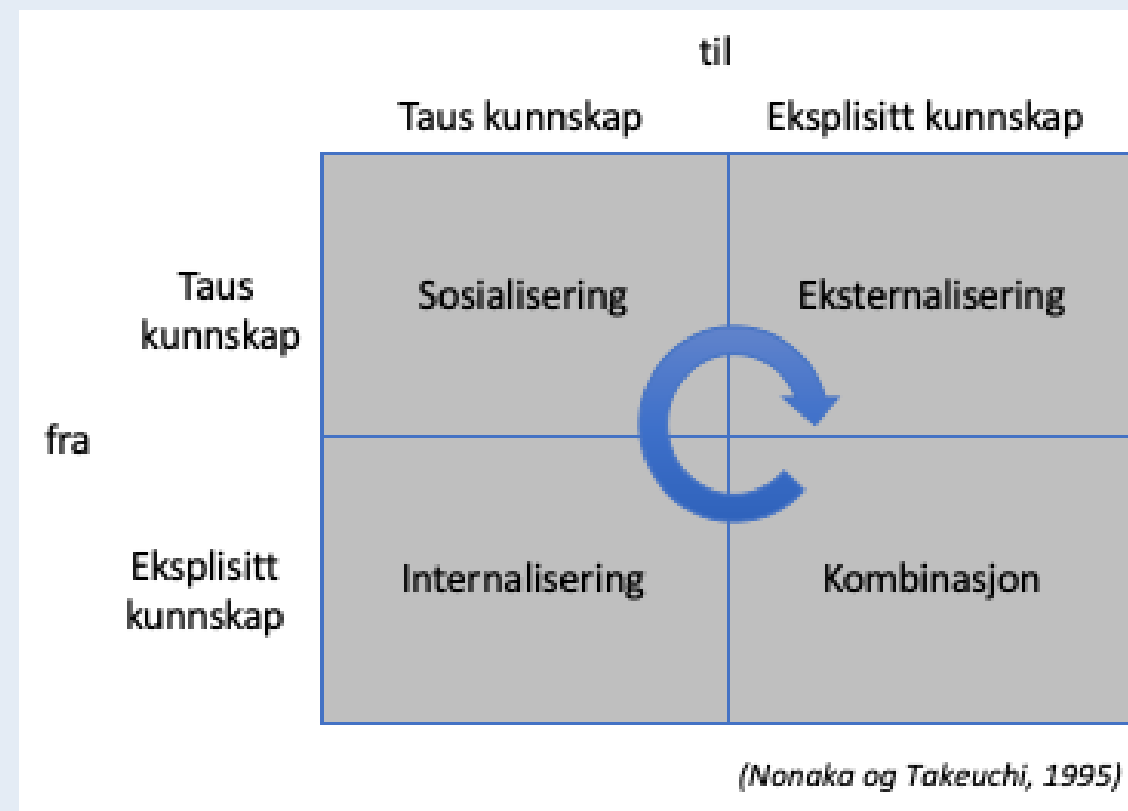 til
Taus kunnskap Eksplisitt kunnskap
Taus
kunnskap
Sosialisering Eksternalisering
fra
Eksplisitt
kunnskap
Internalisering Kombinasjon
(Nonaka og Takeuchi, 1995)